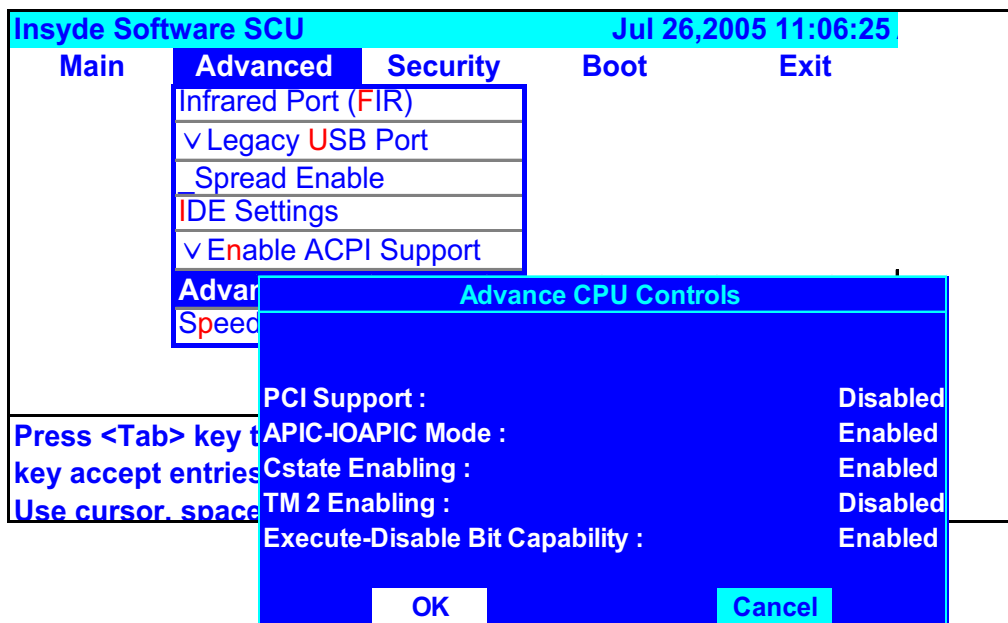 Insyde Software SCU Jul 26,2005 11:06:25
Main Advanced Security Boot Exit
Infrared Port (FIR)
∨ Legacy USB Port
_Spread Enable
IDE Settings
∨ Enable ACPI Support
Advan
Speed
Advance CPU Controls
PCI Support : Disabled
APIC-IOAPIC Mode : Enabled
Cstate Enabling : Enabled
TM 2 Enabling : Disabled
Execute-Disable Bit Capability : Enabled
OK Cancel
Press <Tab> key t
key accept entries
Use cursor, space